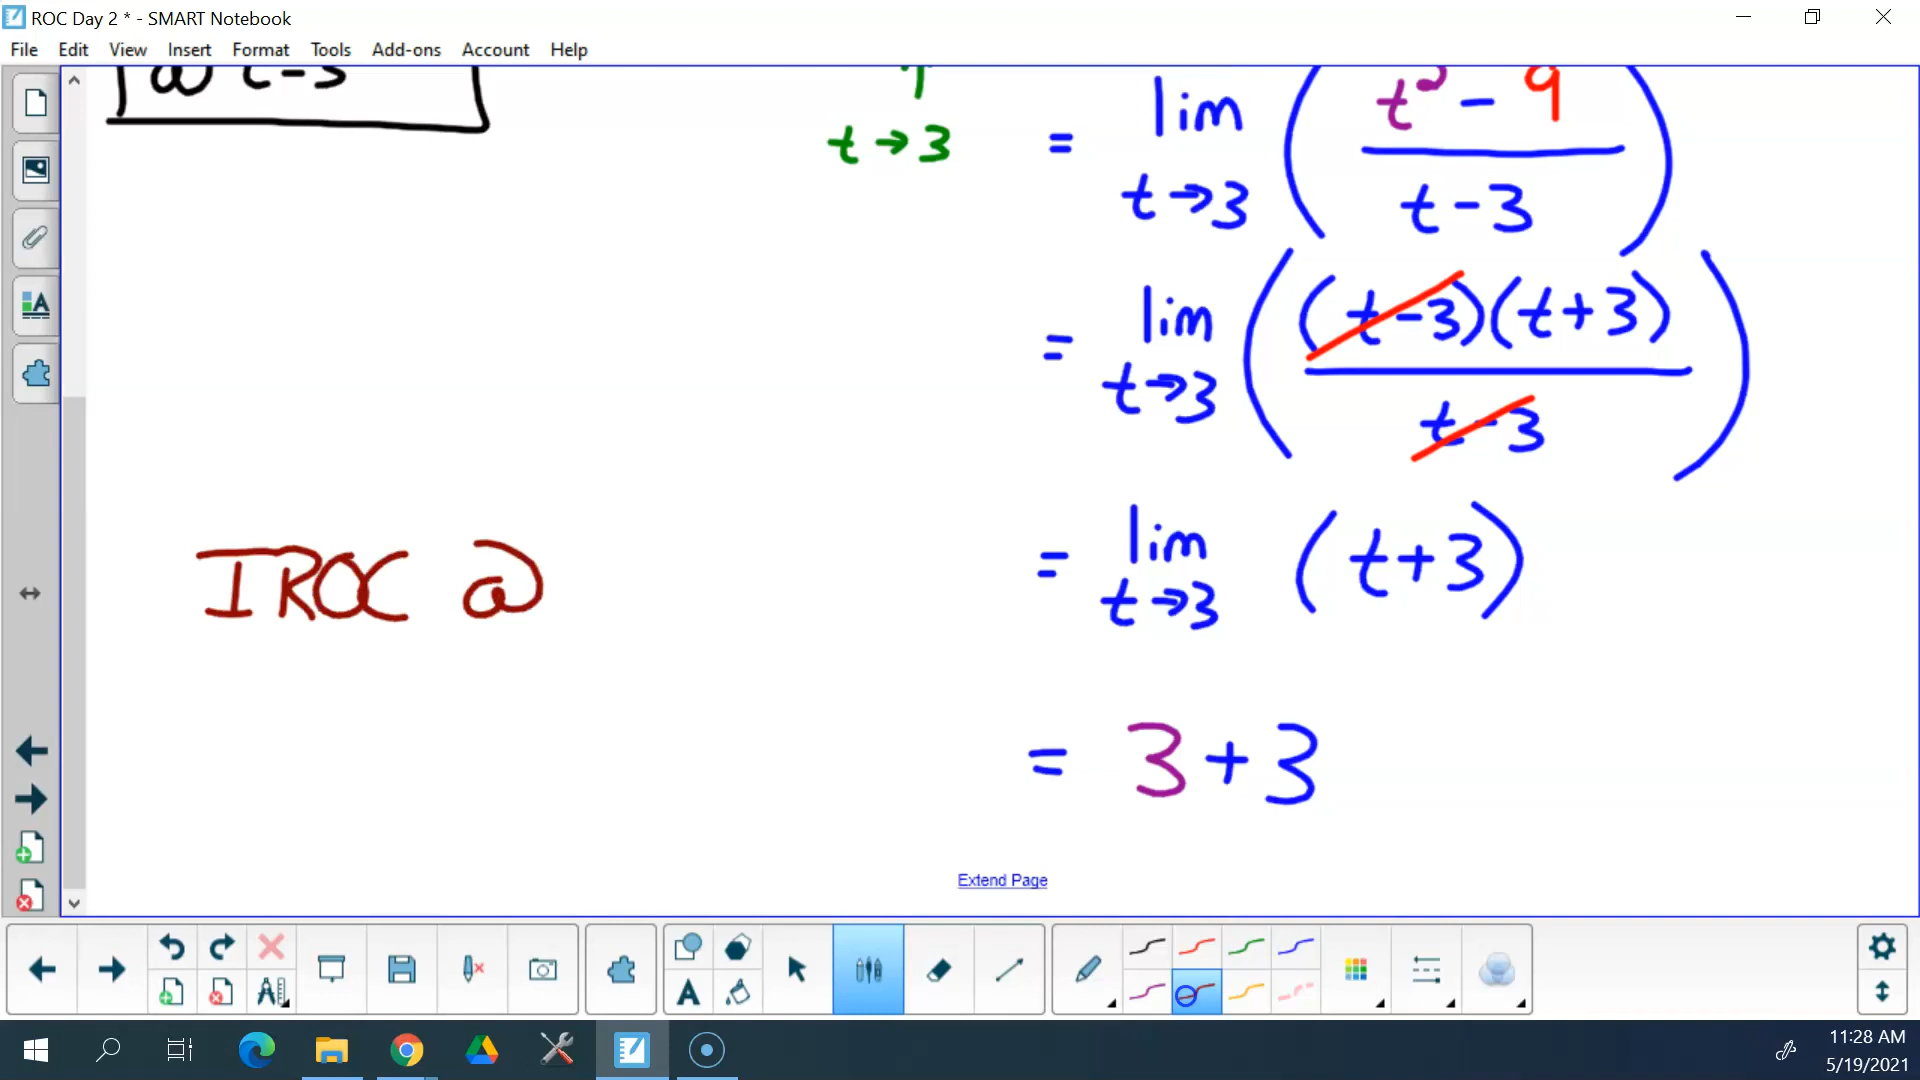 ROC Day 2 * - SMART Notebook
File Edit View Insert Format Tools Add-ons Account Help
@ t=3
t→3
= lim t→3 ( t² - 9 / t - 3 )
= lim t→3 ( (t-3)(t+3) / t-3 )
= lim t→3 (t+3)
IROC @
= 3+3
Extend Page
A
11:28 AM
5/19/2021